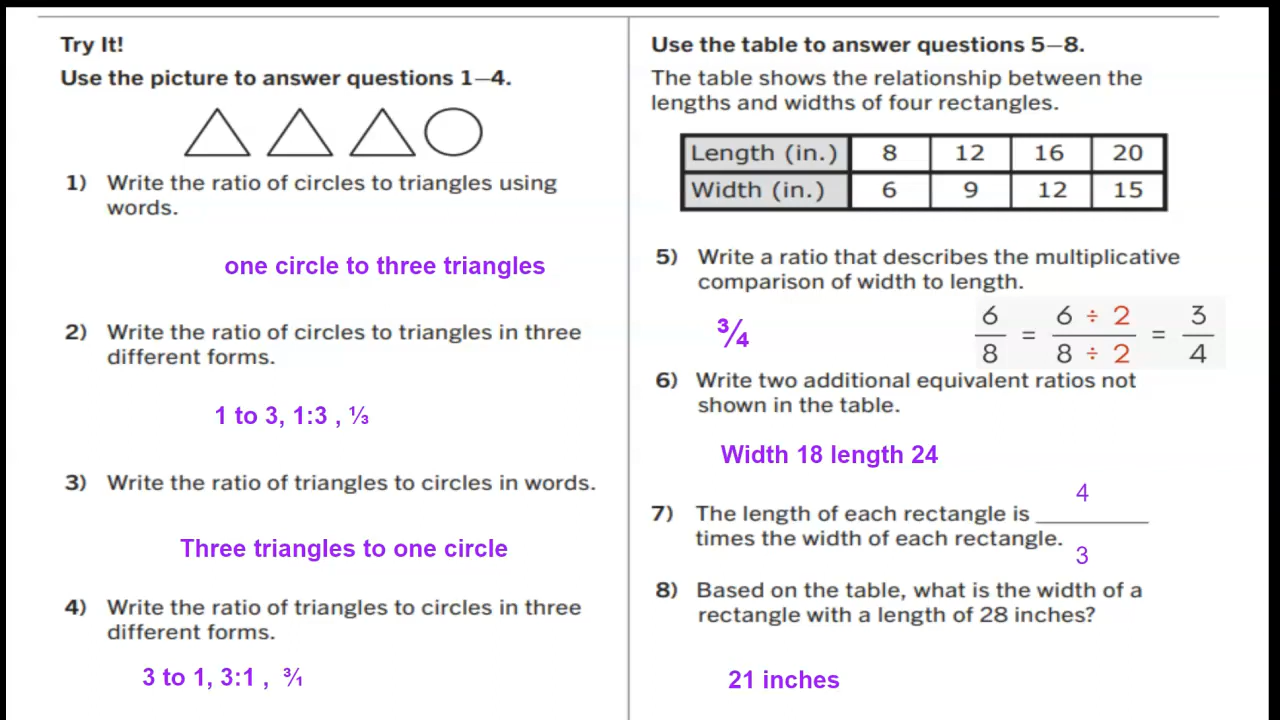 Try It!
Use the picture to answer questions 1–4.
1) Write the ratio of circles to triangles using
words.
one circle to three triangles
2) Write the ratio of circles to triangles in three
different forms.
1 to 3, 1:3 , ⅓
3) Write the ratio of triangles to circles in words.
Three triangles to one circle
4) Write the ratio of triangles to circles in three
different forms.
3 to 1, 3:1 , ³⁄₁
Use the table to answer questions 5–8.
The table shows the relationship between the
lengths and widths of four rectangles.
Length (in.) 8 12 16 20
Width (in.) 6 9 12 15
5) Write a ratio that describes the multiplicative
comparison of width to length.
¾
6/8 = 6 ÷ 2 / 8 ÷ 2 = 3/4
6) Write two additional equivalent ratios not
shown in the table.
Width 18 length 24
4
7) The length of each rectangle is ________
times the width of each rectangle.
3
8) Based on the table, what is the width of a
rectangle with a length of 28 inches?
21 inches